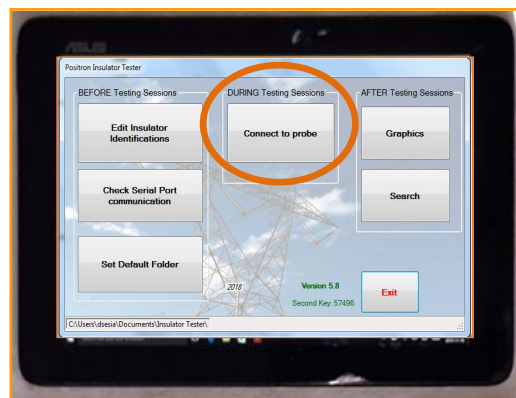 ASUS
Positron Insulator Tester
BEFORE Testing Sessions
DURING Testing Sessions
AFTER Testing Sessions
Edit Insulator
Identifications
Connect to probe
Graphics
Check Serial Port
communication
Search
Set Default Folder
2018
Version 5.8
Second Key: 57496
Exit
C:\Users\dsesia\Documents\Insulator Tester\